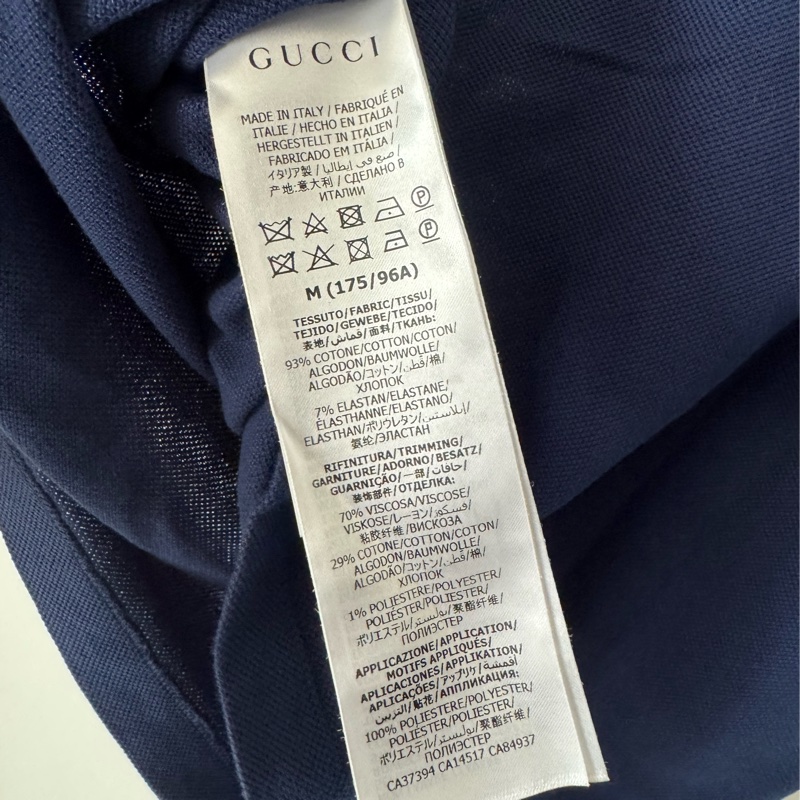 GUCCI
MADE IN ITALY / FABRIQUÉ EN
ITALIE / HECHO EN ITALIA /
HERGESTELLT IN ITALIEN /
FABRICADO EM ITÁLIA /
イタリア製 / صنع في إيطاليا /
产地:意大利 / СДЕЛАНО В
ИТАЛИИ
P
P
M (175/96A)
TESSUTO/FABRIC/TISSU/
TEJIDO/GEWEBE/TECIDO/
表地/قماش/面料/ТКАНЬ:
93% COTONE/COTTON/COTON/
ALGODON/BAUMWOLLE/
ALGODÃO/コットン/قطن/棉/
ХЛОПОК
7% ELASTAN/ELASTANE/
ÉLASTHANNE/ELASTANO/
ELASTHAN/ポリウレタン/إيلاستين/
氨纶/ЭЛАСТАН
RIFINITURA/TRIMMING/
GARNITURE/ADORNO/BESATZ/
GUARNIÇÃO/一部/حافات/
装饰部件/ОТДЕЛКА:
70% VISCOSA/VISCOSE/
VISKOSE/レーヨン/فسكوز/
粘胶纤维/ВИСКОЗА
29% COTONE/COTTON/COTON/
ALGODON/BAUMWOLLE/
ALGODÃO/コットン/قطن/棉/
ХЛОПОК
1% POLIESTERE/POLYESTER/
POLIÉSTER/POLIESTER/
ポリエステル/بوليستر/聚酯纤维/
ПОЛИЭСТЕР
APPLICAZIONE/APPLICATION/
MOTIFS APPLIQUÉS/
APLICACIONES/APPLIKATION/
APLICAÇÕES/アップリケ/أقمشة
التزيين/贴花/АППЛИКАЦИЯ:
100% POLIESTERE/POLYESTER/
POLIÉSTER/POLIESTER/
ポリエステル/بوليستر/聚酯纤维/
ПОЛИЭСТЕР
CA37394 CA14517 CA84937